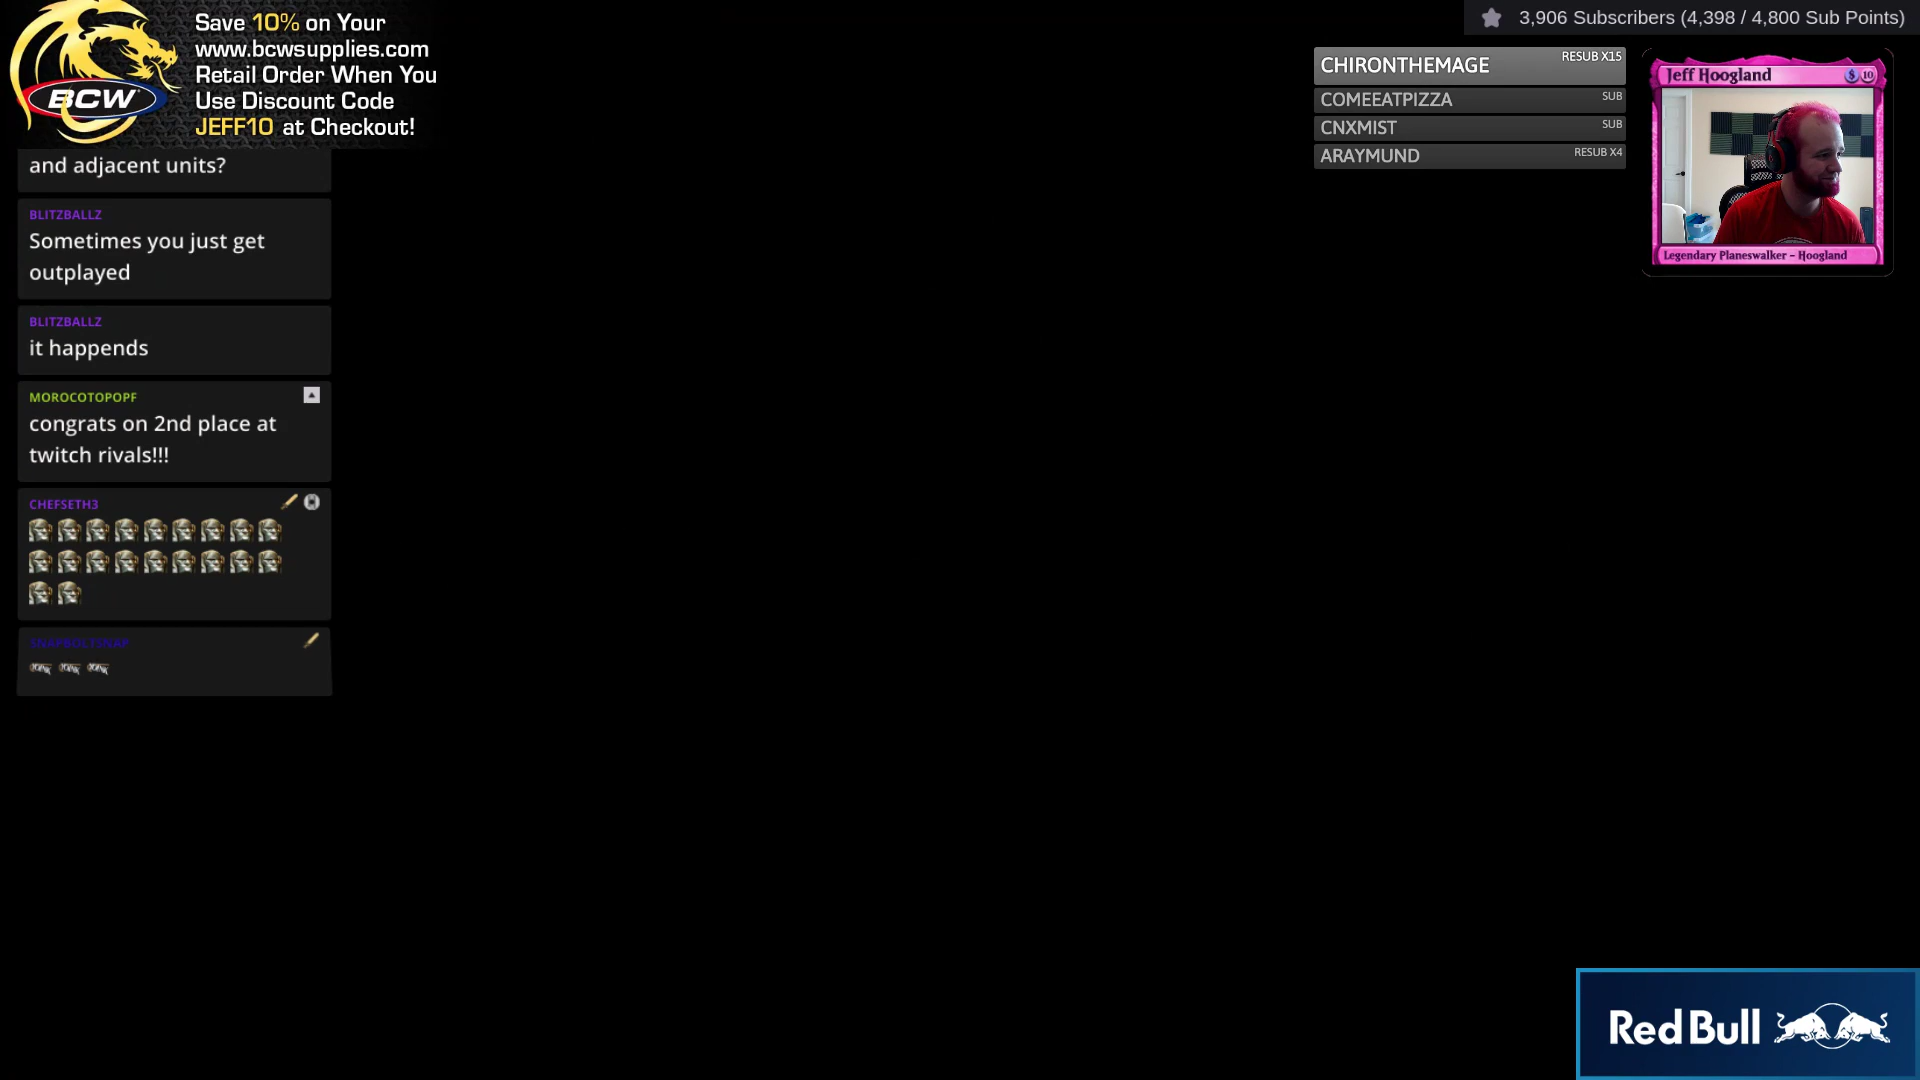 Save 10% on Your
www.bcwsupplies.com
Retail Order When You
Use Discount Code
JEFF10 at Checkout!
BCW
and adjacent units?
BLITZBALLZ
Sometimes you just get
outplayed
BLITZBALLZ
it happends
MOROCOTOPOPF
congrats on 2nd place at
twitch rivals!!!
CHEFSETH3
SNAPBOLTSNAP
3,906 Subscribers (4,398 / 4,800 Sub Points)
CHIRONTHEMAGE RESUB X15
COMEEATPIZZA SUB
CNXMIST SUB
ARAYMUND RESUB X4
Jeff Hoogland $ 10
Legendary Planeswalker – Hoogland
Red Bull